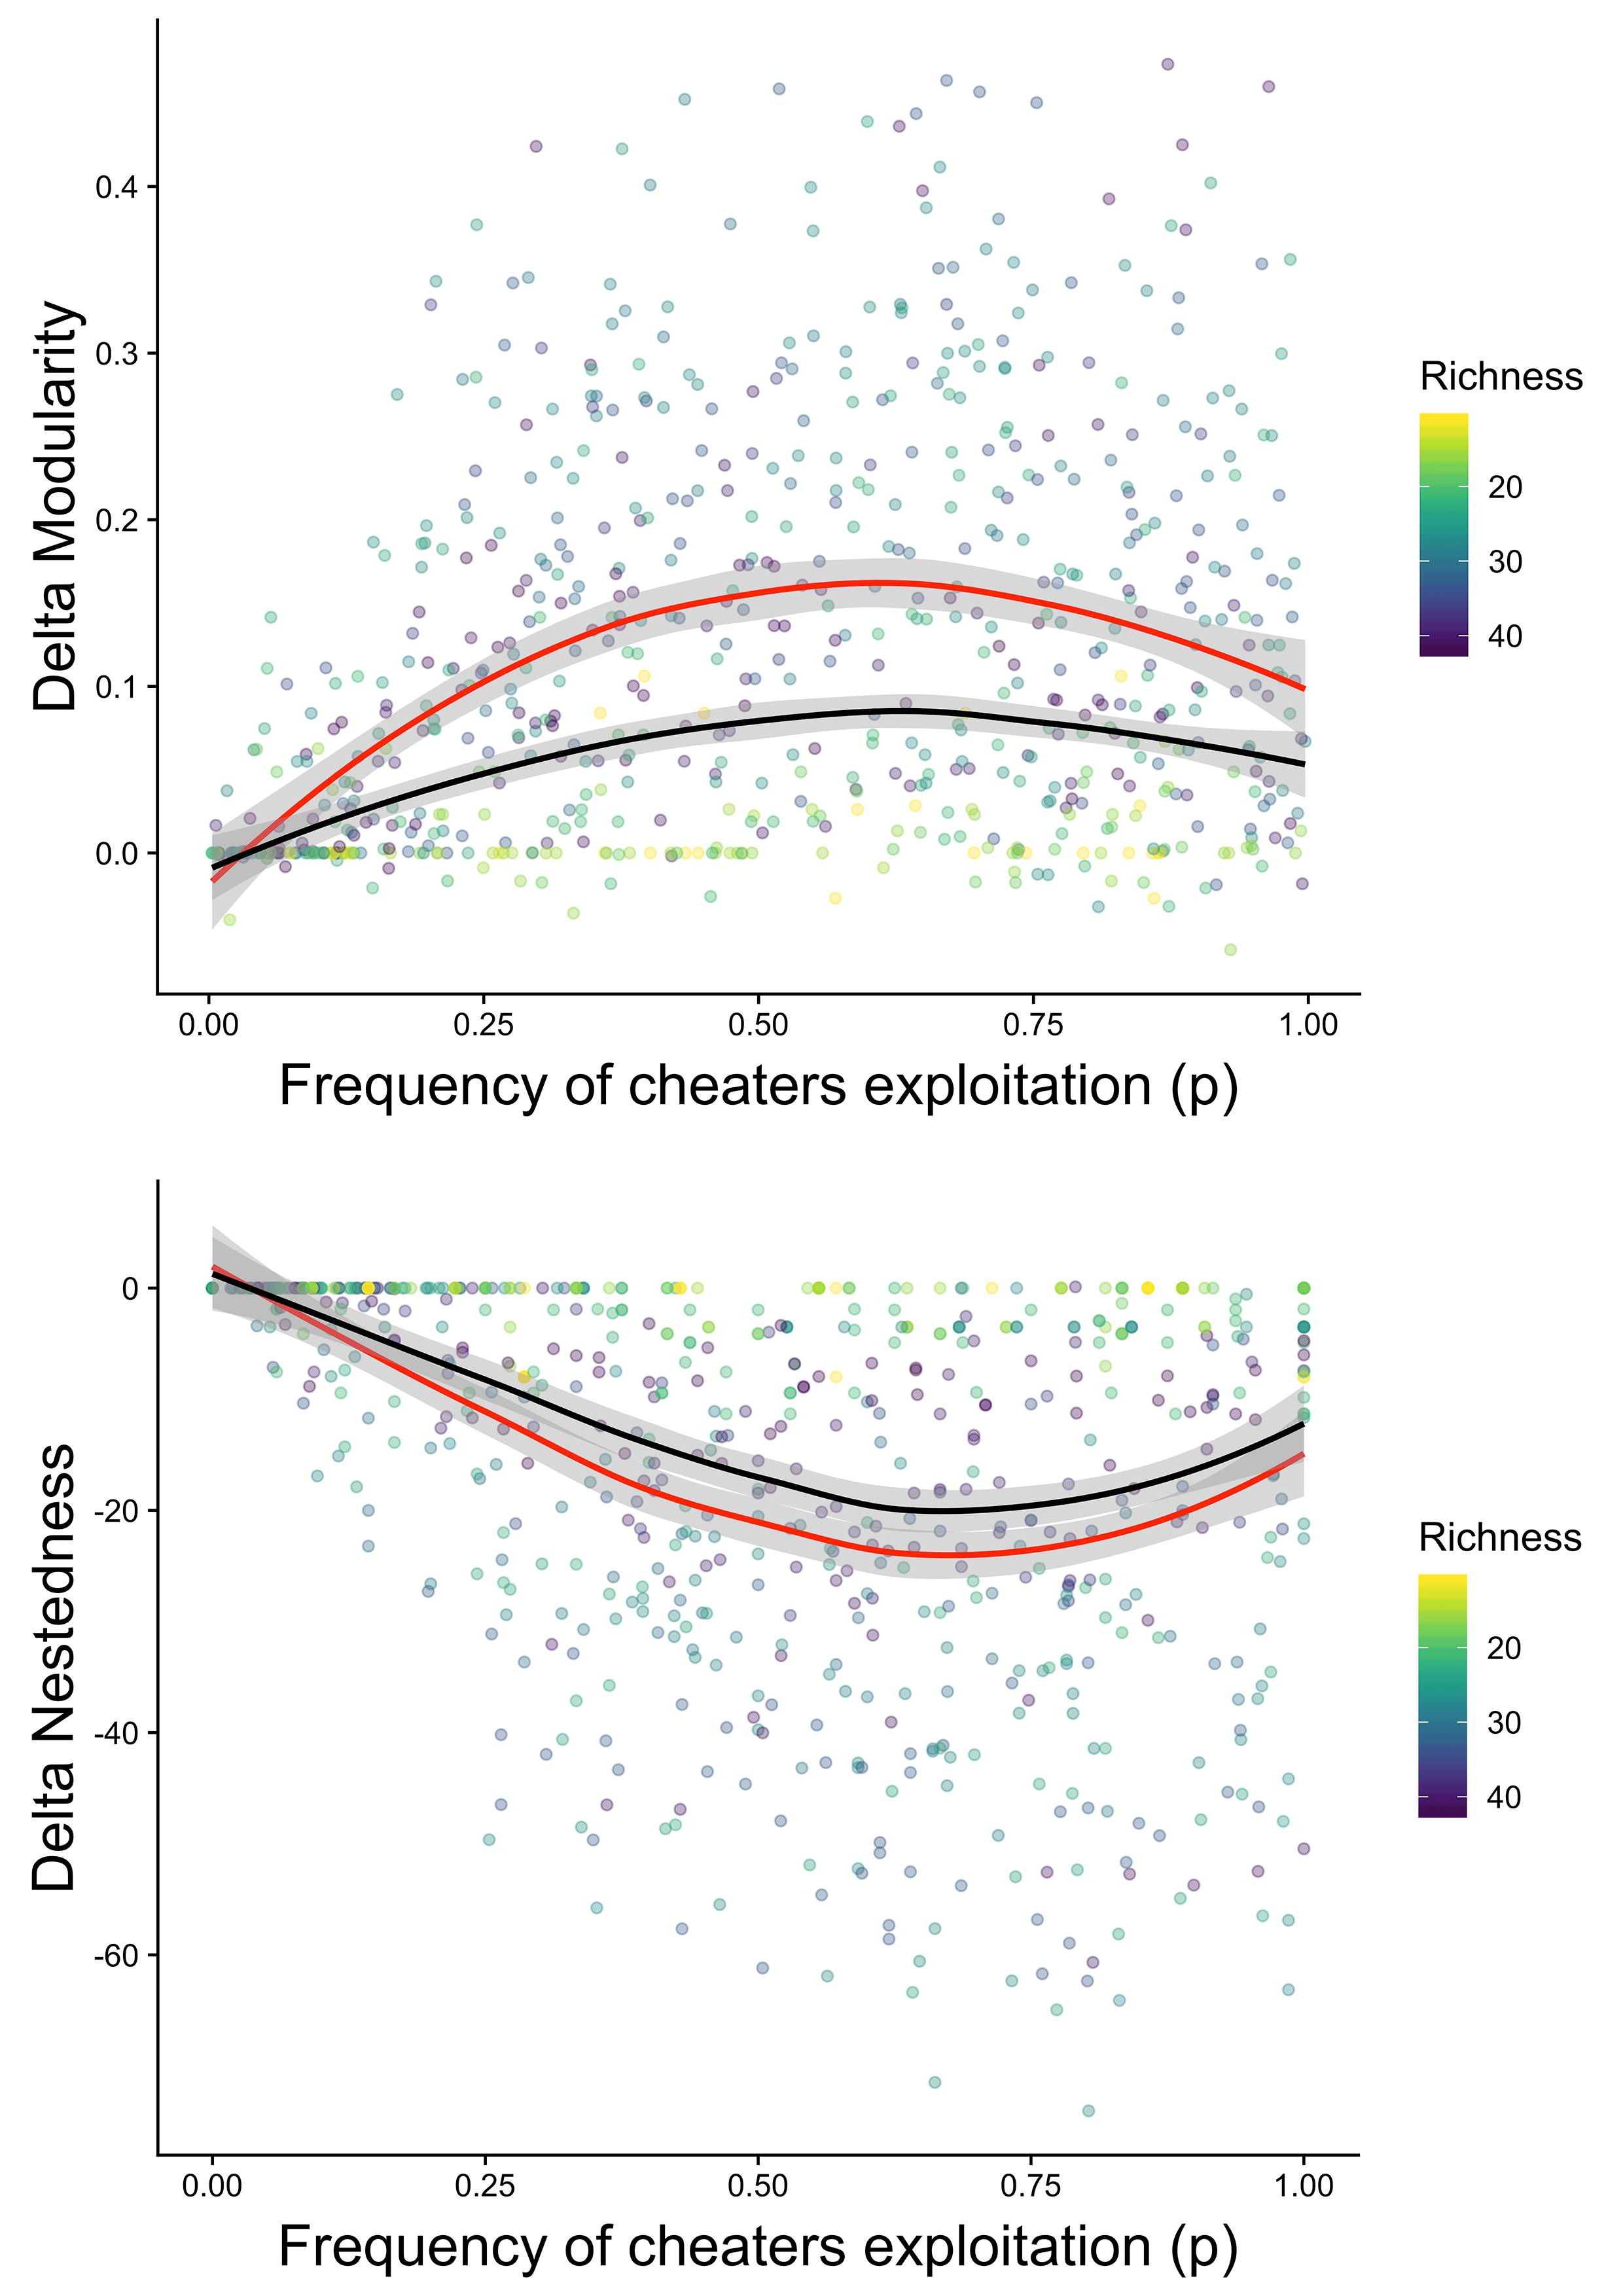 Delta Modularity
0.4
0.3
0.2
0.1
0.0
0.00 0.25 0.50 0.75 1.00
Frequency of cheaters exploitation (p)
Richness
20
30
40
Delta Nestedness
0
-20
-40
-60
0.00 0.25 0.50 0.75 1.00
Frequency of cheaters exploitation (p)
Richness
20
30
40